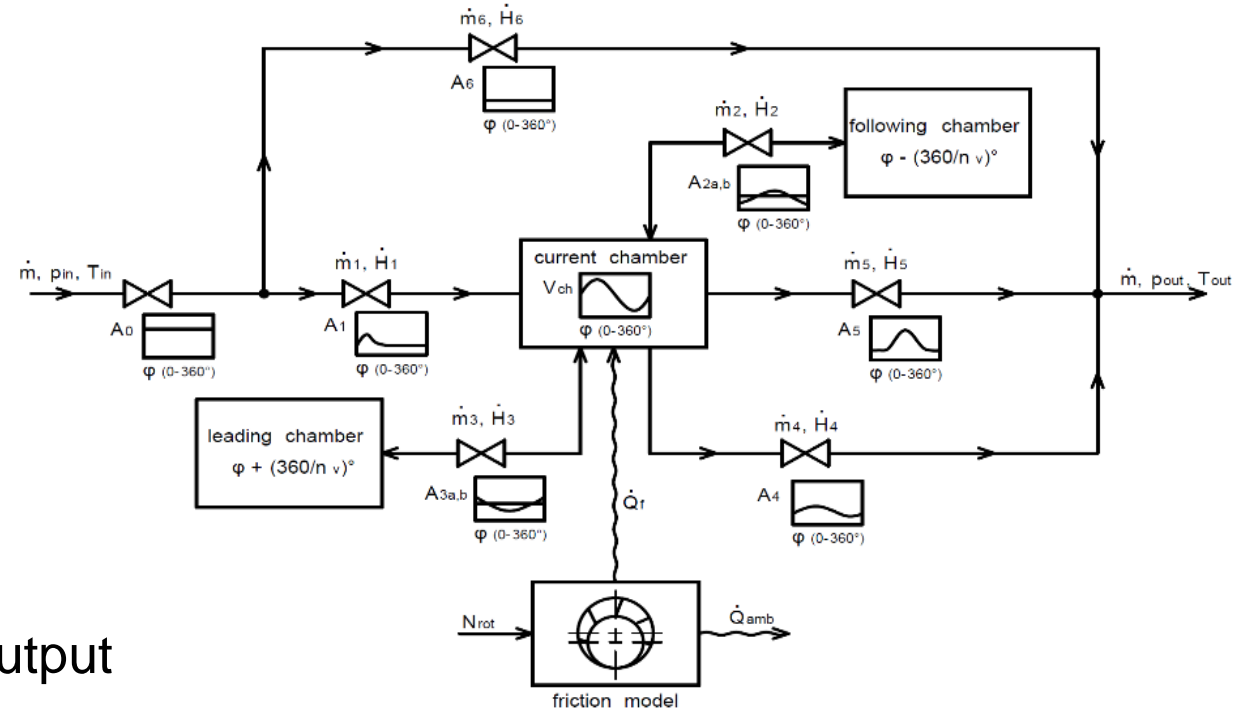 ṁ6, Ḣ6
A6
φ (0-360°)
ṁ2, Ḣ2
following chamber
φ - (360/n v)°
A2a,b
φ (0-360°)
ṁ, pin, Tin
A0
φ (0-360°)
ṁ1, Ḣ1
A1
φ (0-360°)
current chamber
Vch
φ (0-360°)
ṁ5, Ḣ5
A5
φ (0-360°)
ṁ, pout, Tout
leading chamber
φ + (360/n v)°
ṁ3, Ḣ3
A3a,b
φ (0-360°)
ṁ4, Ḣ4
A4
φ (0-360°)
Q̇f
Nrot
Q̇amb
friction model
utput